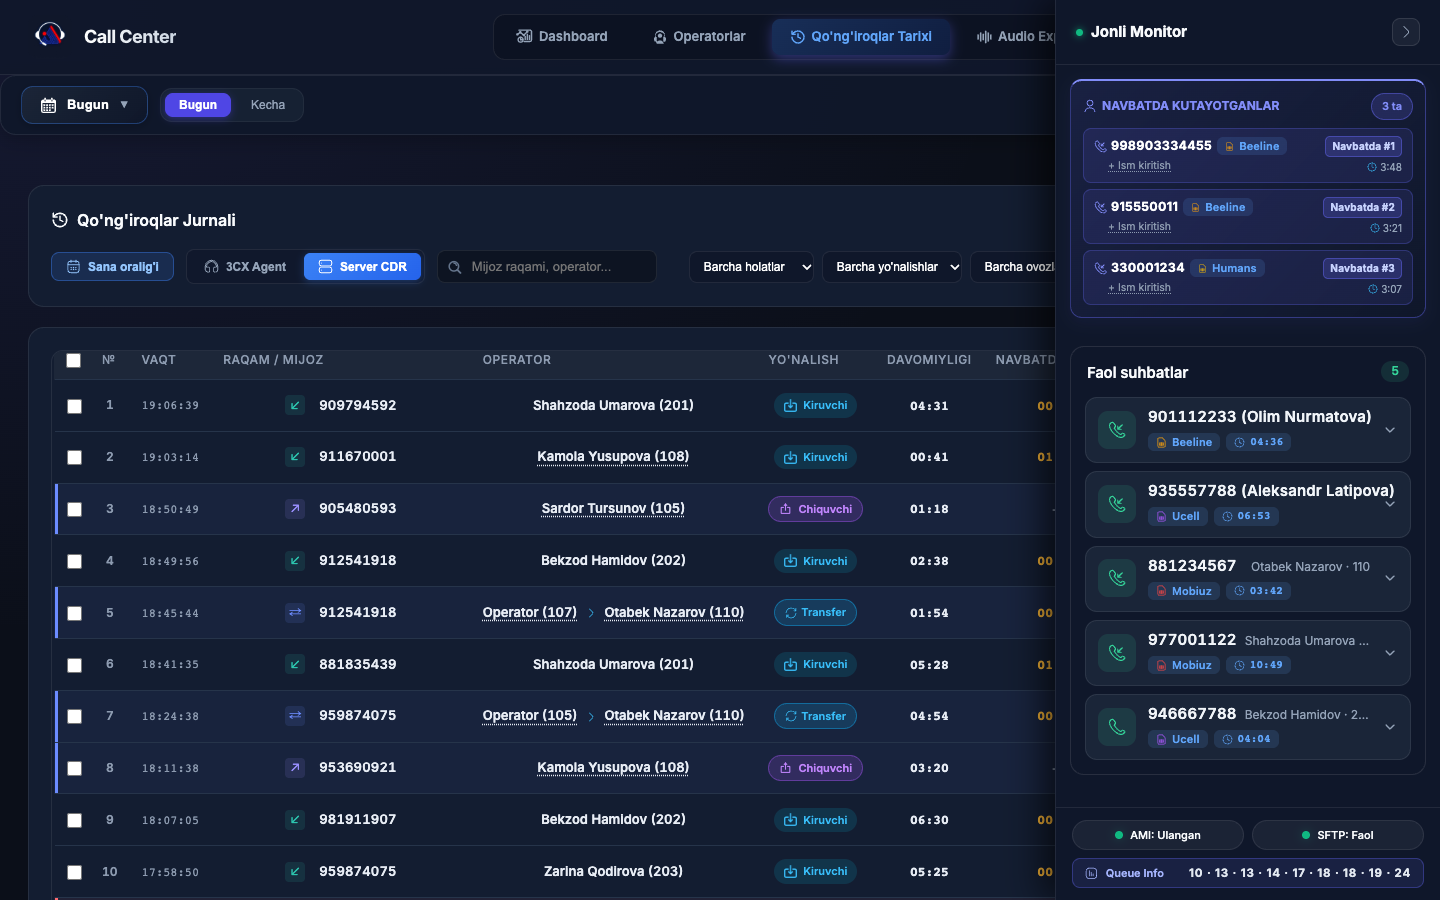 Call Center
Dashboard
Operatorlar
Qo'ng'iroqlar Tarixi
Audio Exp
Bugun ▼
Bugun
Kecha
Qo'ng'iroqlar Jurnali
Sana oralig'i
3CX Agent
Server CDR
Mijoz raqami, operator...
Barcha holatlar
Barcha yo'nalishlar
Barcha ovozl
№ VAQT RAQAM / MIJOZ OPERATOR YO'NALISH DAVOMIYLIGI NAVBATD
1 19:06:39 909794592 Shahzoda Umarova (201) Kiruvchi 04:31 00
2 19:03:14 911670001 Kamola Yusupova (108) Kiruvchi 00:41 01
3 18:50:49 905480593 Sardor Tursunov (105) Chiquvchi 01:18 -
4 18:49:56 912541918 Bekzod Hamidov (202) Kiruvchi 02:38 00
5 18:45:44 912541918 Operator (107) › Otabek Nazarov (110) Transfer 01:54 00
6 18:41:35 881835439 Shahzoda Umarova (201) Kiruvchi 05:28 01
7 18:24:38 959874075 Operator (105) › Otabek Nazarov (110) Transfer 04:54 00
8 18:11:38 953690921 Kamola Yusupova (108) Chiquvchi 03:20 -
9 18:07:05 981911907 Bekzod Hamidov (202) Kiruvchi 06:30 00
10 17:58:50 959874075 Zarina Qodirova (203) Kiruvchi 05:25 00
Jonli Monitor
NAVBATDA KUTAYOTGANLAR 3 ta
998903334455 Beeline Navbatda #1
+ Ism kiritish 3:48
915550011 Beeline Navbatda #2
+ Ism kiritish 3:21
330001234 Humans Navbatda #3
+ Ism kiritish 3:07
Faol suhbatlar 5
901112233 (Olim Nurmatova)
Beeline 04:36
935557788 (Aleksandr Latipova)
Ucell 06:53
881234567 Otabek Nazarov · 110
Mobiuz 03:42
977001122 Shahzoda Umarova ...
Mobiuz 10:49
946667788 Bekzod Hamidov · 2...
Ucell 04:04
AMI: Ulangan
SFTP: Faol
Queue Info 10 · 13 · 13 · 14 · 17 · 18 · 18 · 19 · 24